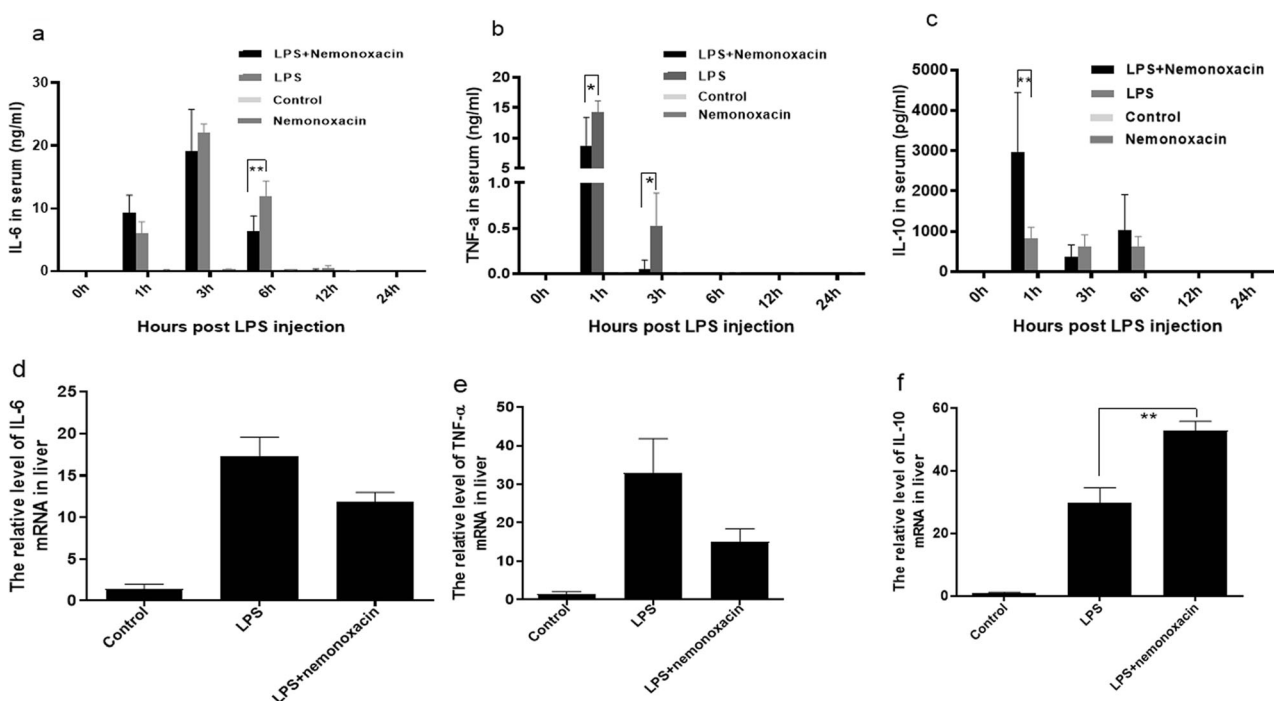 a
LPS+Nemonoxacin
LPS
Control
Nemonoxacin
IL-6 in serum (ng/ml)
30
20
10
0
**
0h
1h
3h
6h
12h
24h
Hours post LPS injection
b
LPS+Nemonoxacin
LPS
Control
Nemonoxacin
TNF-a in serum (ng/ml)
20
15
10
5
1.0
0.5
0.0
*
*
0h
1h
3h
6h
12h
24h
Hours post LPS injection
c
LPS+Nemonoxacin
LPS
Control
Nemonoxacin
IL-10 in serum (pg/ml)
5000
4000
3000
2000
1000
0
**
0h
1h
3h
6h
12h
24h
Hours post LPS injection
d
The relative level of IL-6
mRNA in liver
25
20
15
10
5
0
Control
LPS
LPS+nemonoxacin
e
The relative level of TNF-α
mRNA in liver
50
40
30
20
10
0
Control
LPS
LPS+nemonoxacin
f
The relative level of IL-10
mRNA in liver
60
40
20
0
**
Control
LPS
LPS+nemonoxacin